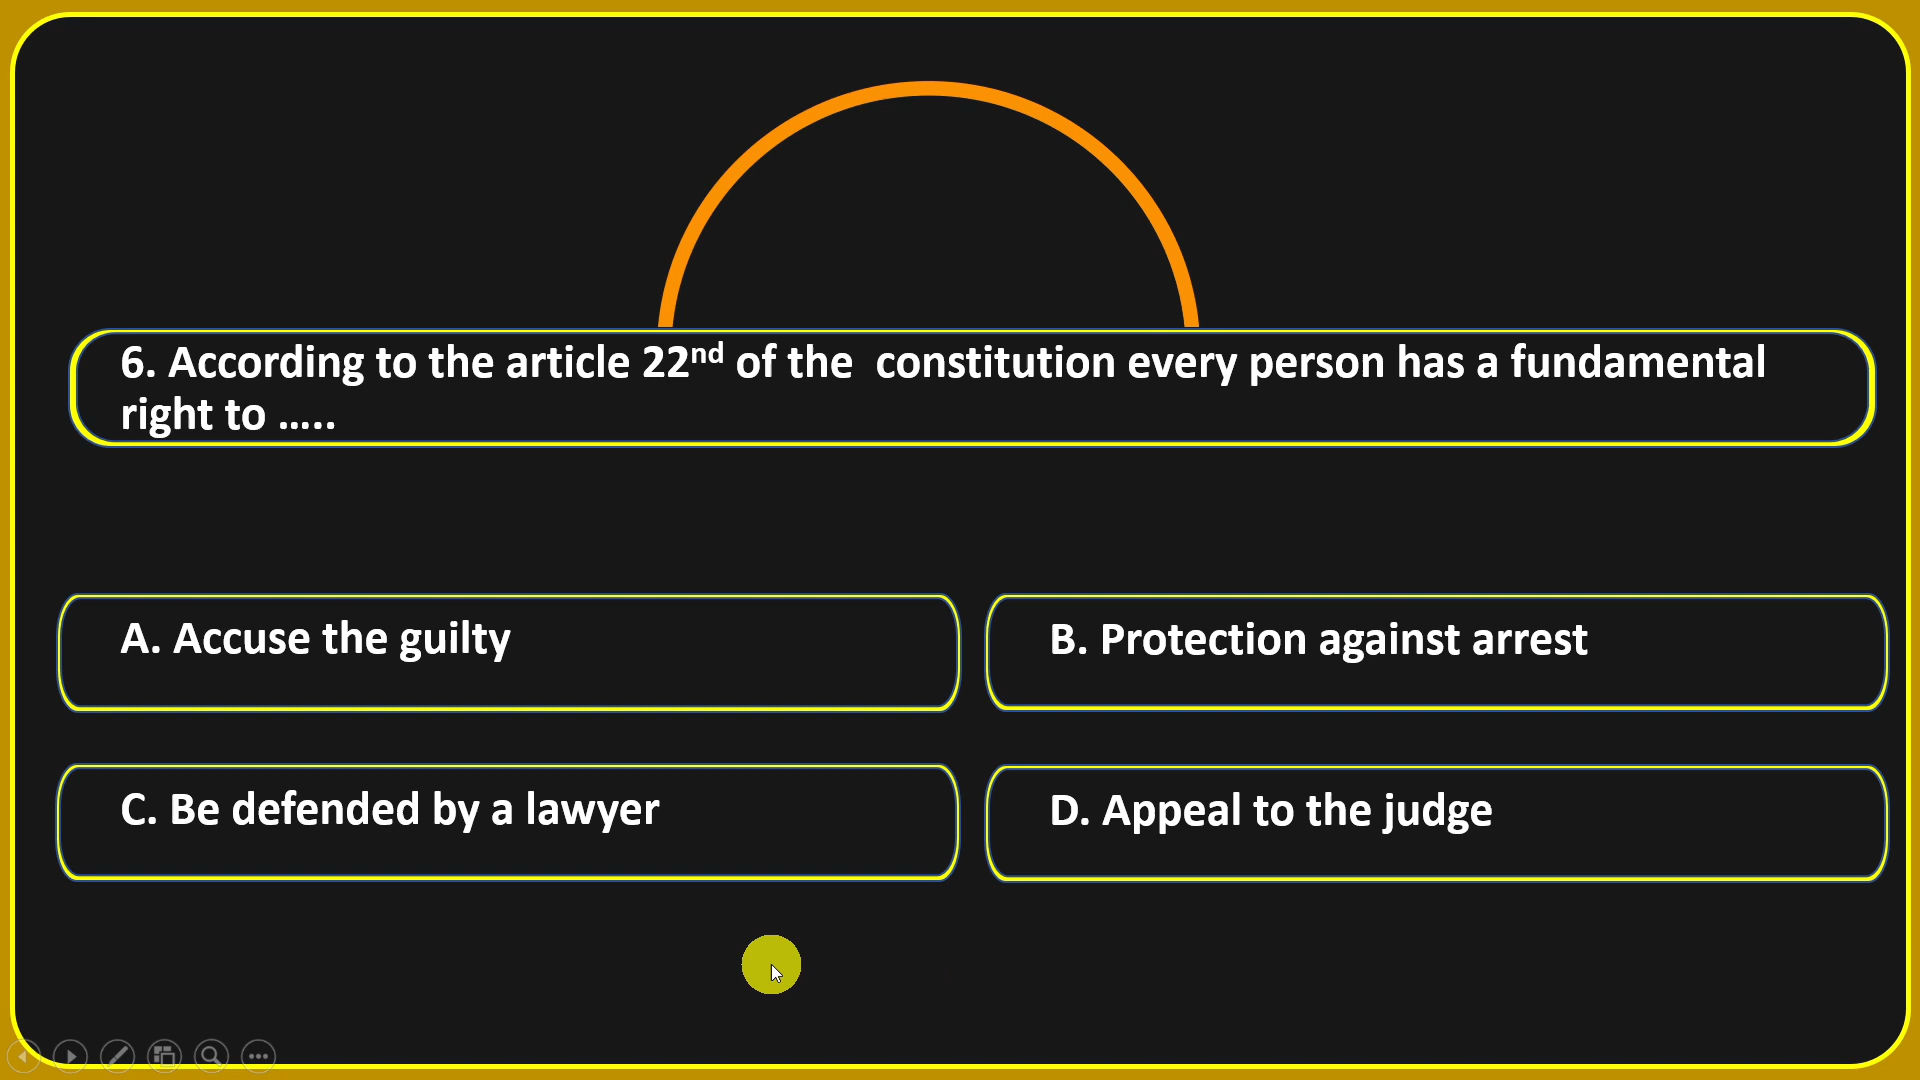 6. According to the article 22nd of the  constitution every person has a fundamental
right to …..
A. Accuse the guilty
B. Protection against arrest
C. Be defended by a lawyer
D. Appeal to the judge